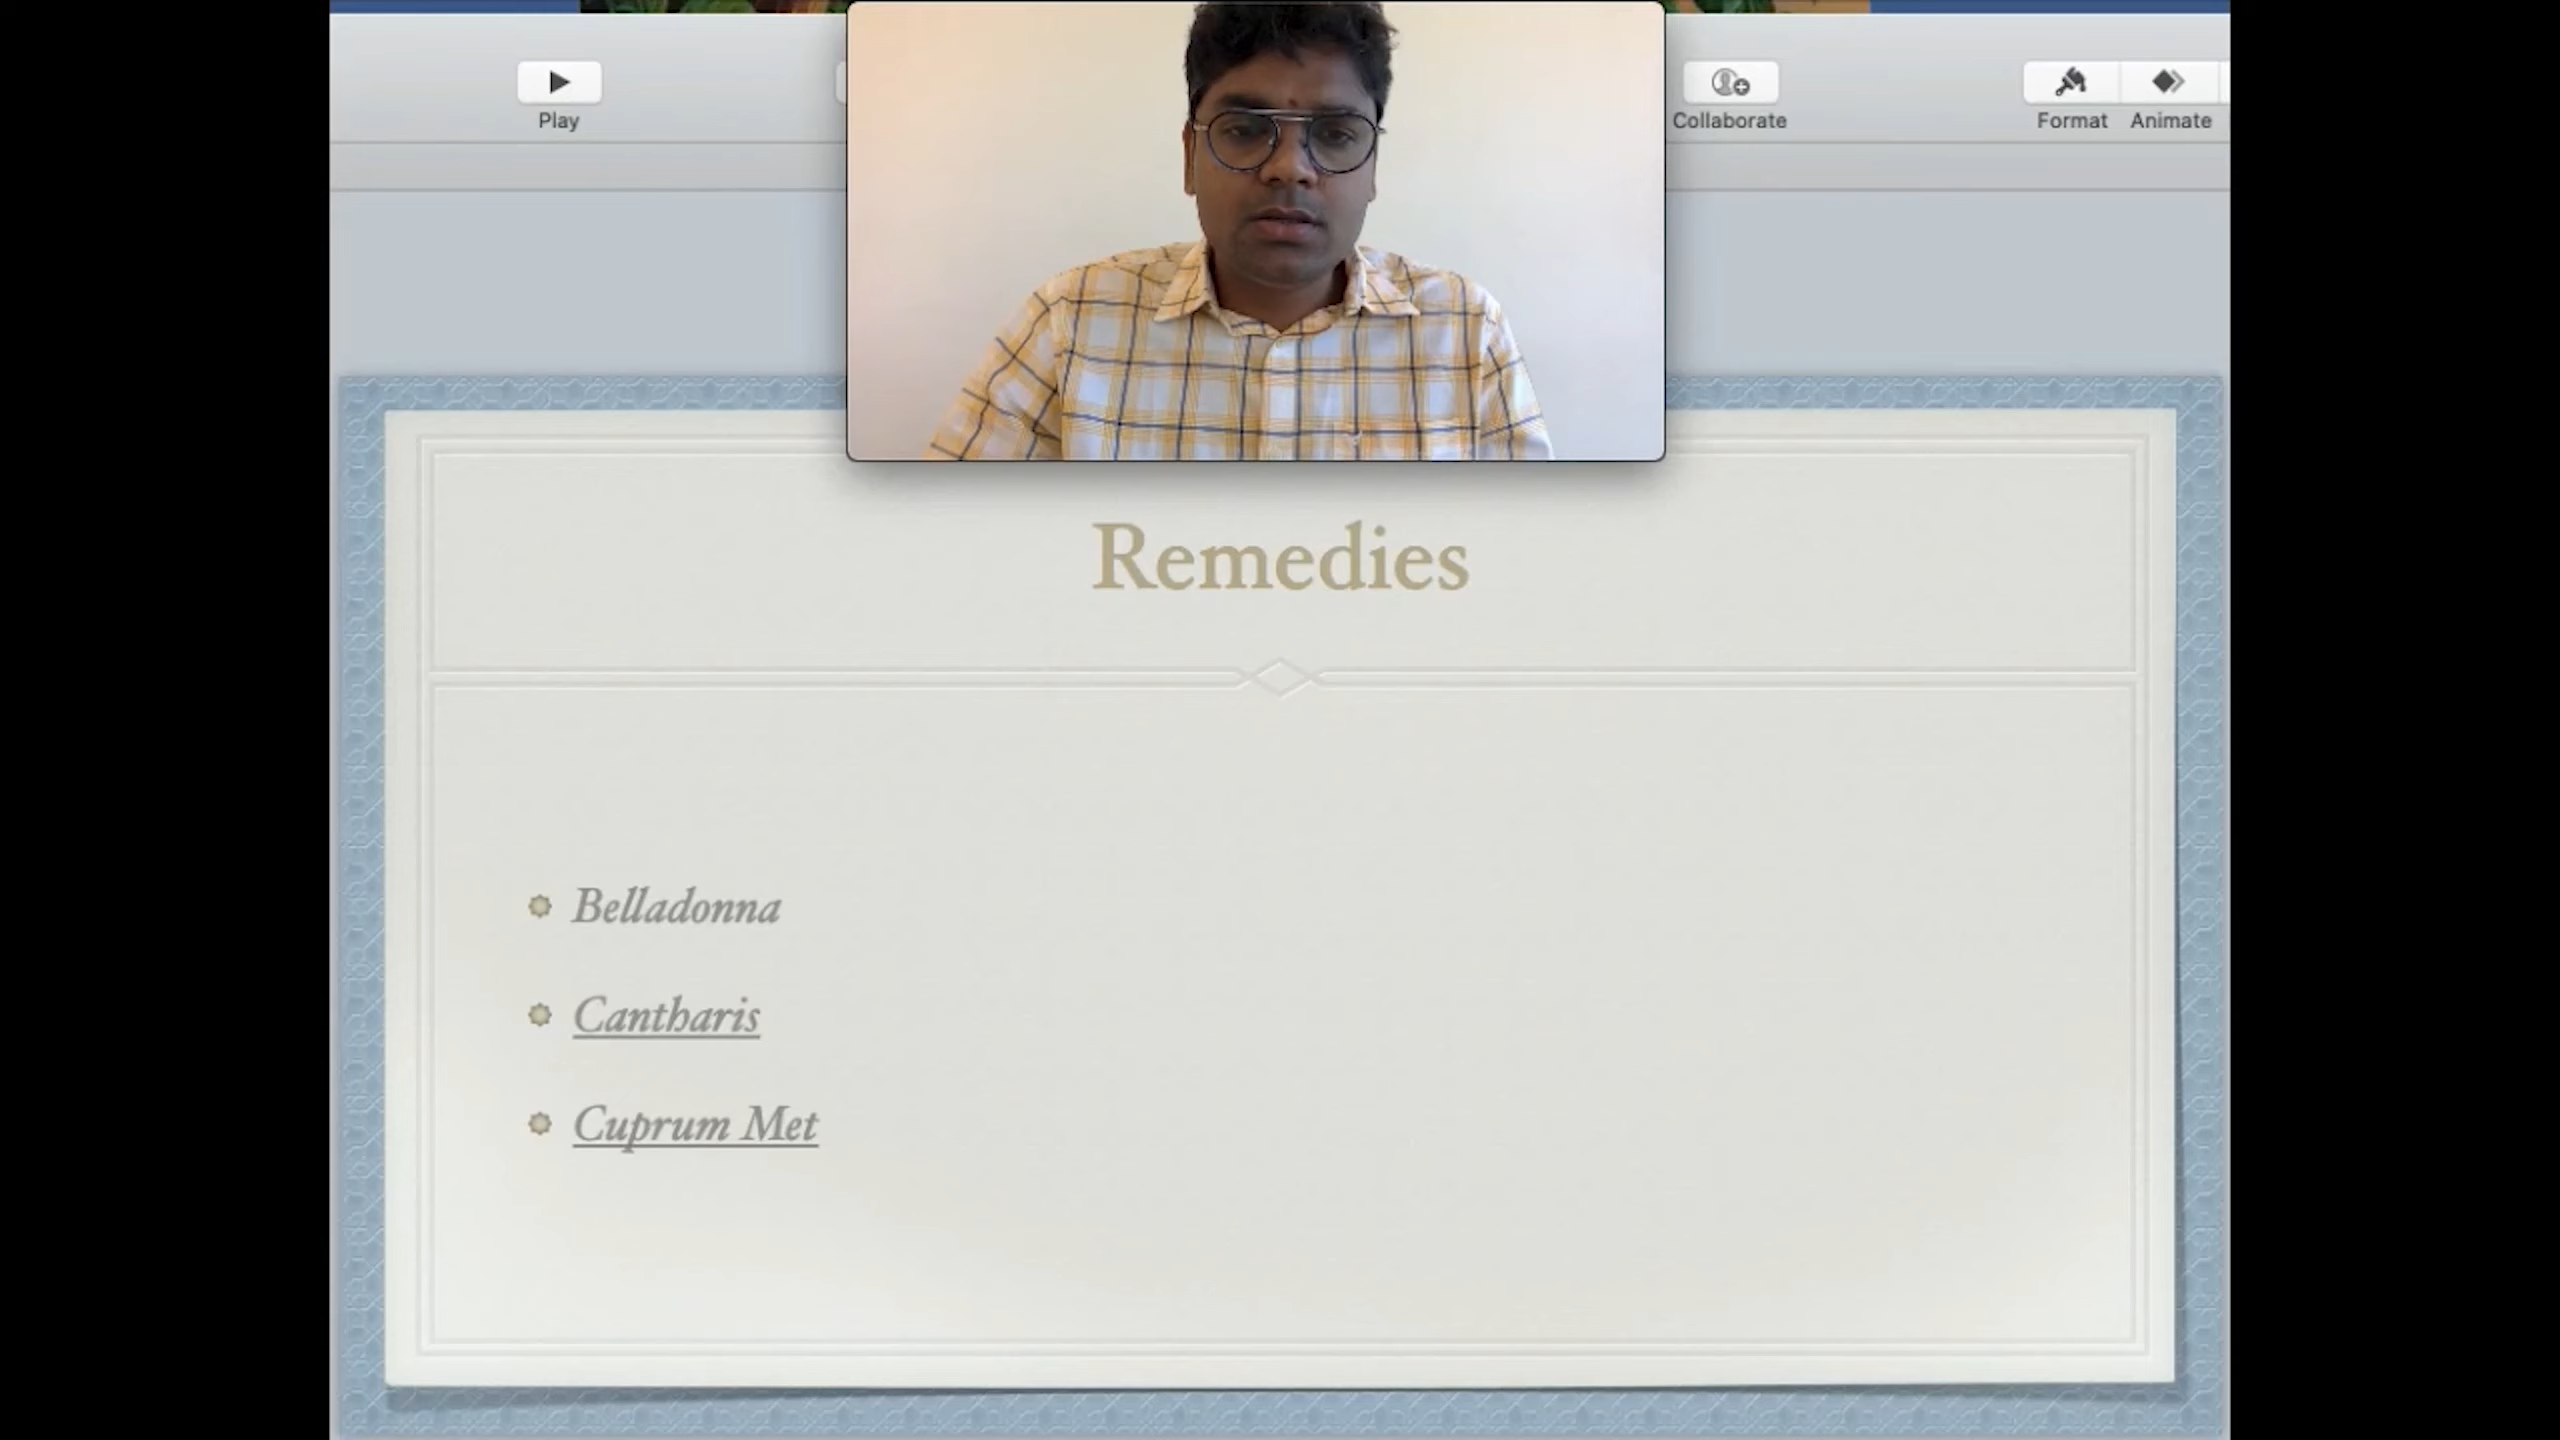 Play
Collaborate
Format
Animate
Remedies
Belladonna
Cantharis
Cuprum Met